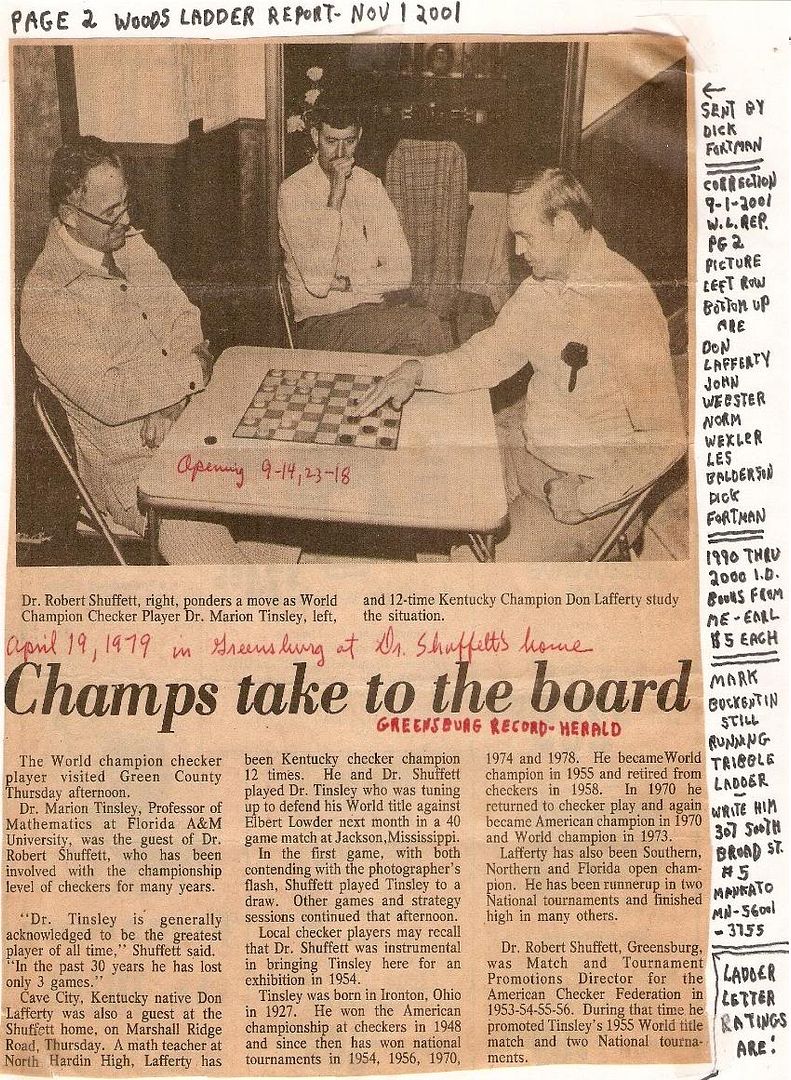 PAGE 2 WOODS LADDER REPORT- NOV 1 2001
←
SENT BY
DICK
FORTMAN
CORRECTION
9-1-2001
W.L.REP.
PG 2
PICTURE
LEFT ROW
BOTTOM UP
ARE
DON
LAFFERTY
JOHN
WEBSTER
NORM
WEXLER
LES
BALDERSON
DICK
FORTMAN
1990 THRU
2000 I.D.
BOOKS FROM
ME-EARL
$5 EACH
MARK
BOCKENTIN
STILL
RUNNING
TRIBBLE
LADDER
WRITE HIM
307 SOUTH
BROAD ST.
#5
MANKATO
MN-56001
-3755
LADDER
LETTER
RATINGS
ARE!
Opening 9-14, 23-18
Dr. Robert Shuffett, right, ponders a move as World
Champion Checker Player Dr. Marion Tinsley, left,
and 12-time Kentucky Champion Don Lafferty study
the situation.
April 19, 1979 in Greensburg at Dr. Shuffett's home
Champs take to the board
GREENSBURG RECORD-HERALD
The World champion checker
player visited Green County
Thursday afternoon.
Dr. Marion Tinsley, Professor of
Mathematics at Florida A&M
University, was the guest of Dr.
Robert Shuffett, who has been
involved with the championship
level of checkers for many years.
"Dr. Tinsley is generally
acknowledged to be the greatest
player of all time," Shuffett said.
"In the past 30 years he has lost
only 3 games."
Cave City, Kentucky native Don
Lafferty was also a guest at the
Shuffett home, on Marshall Ridge
Road, Thursday. A math teacher at
North Hardin High, Lafferty has
been Kentucky checker champion
12 times. He and Dr. Shuffett
played Dr. Tinsley who was tuning
up to defend his World title against
Elbert Lowder next month in a 40
game match at Jackson, Mississippi.
In the first game, with both
contending with the photographer's
flash, Shuffett played Tinsley to a
draw. Other games and strategy
sessions continued that afternoon.
Local checker players may recall
that Dr. Shuffett was instrumental
in bringing Tinsley here for an
exhibition in 1954.
Tinsley was born in Ironton, Ohio
in 1927. He won the American
championship at checkers in 1948
and since then has won national
tournaments in 1954, 1956, 1970,
1974 and 1978. He became World
champion in 1955 and retired from
checkers in 1958. In 1970 he
returned to checker play and again
became American champion in 1970
and World champion in 1973.
Lafferty has also been Southern,
Northern and Florida open cham-
pion. He has been runnerup in two
National tournaments and finished
high in many others.
Dr. Robert Shuffett, Greensburg,
was Match and Tournament
Promotions Director for the
American Checker Federation in
1953-54-55-56. During that time he
promoted Tinsley's 1955 World title
match and two National tourna-
ments.